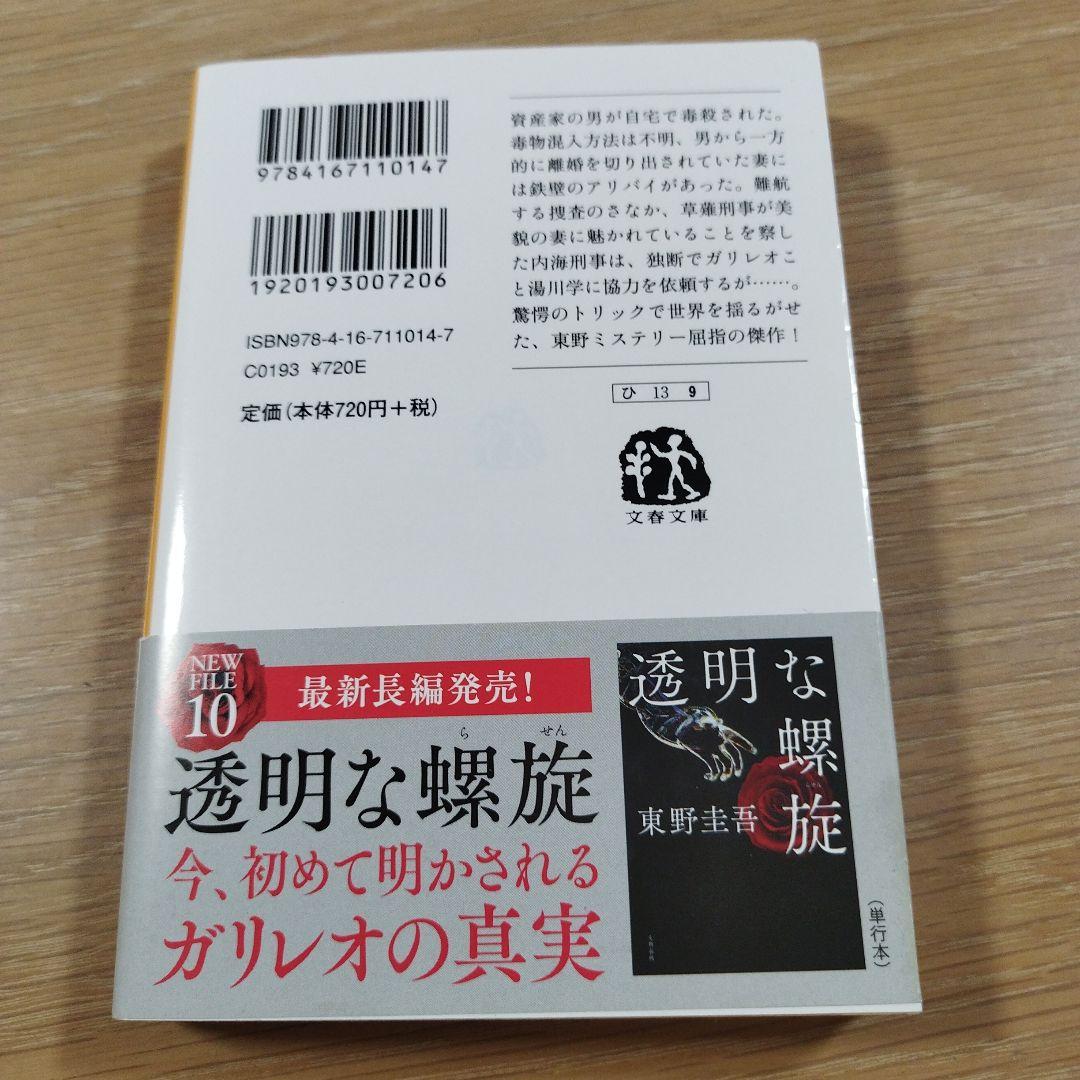 9784167110147
1920193007206
ISBN978-4-16-711014-7
C0193 ¥720E
定価(本体720円+税)
資産家の男が自宅で毒殺された。
毒物混入方法は不明、男から一方
的に離婚を切り出されていた妻に
は鉄壁のアリバイがあった。難航
する捜査のさなか、草薙刑事が美
貌の妻に魅かれていることを察し
た内海刑事は、独断でガリレオこ
と湯川学に協力を依頼するが……。
驚愕のトリックで世界を揺るがせ
た、東野ミステリー屈指の傑作!
ひ 13 9
文春文庫
NEW
FILE
10
最新長編発売!
ら せん
透明な螺旋
今、初めて明かされる
ガリレオの真実
透明な
螺旋
東野圭吾
(単行本)